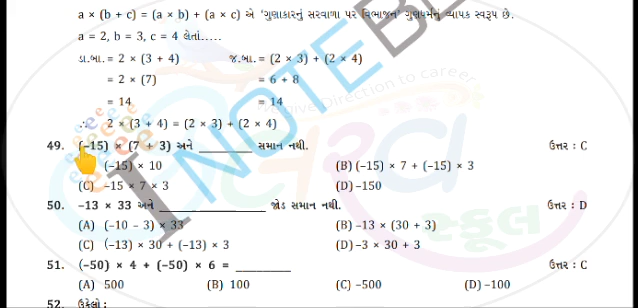 a × (b + c) = (a × b) + (a × c) એ 'ગુણાકારનું સરવાળા પર વિભાજન' ગુણધર્મનું વ્યાપક સ્વરૂપ છે.
a = 2, b = 3, c = 4 લેતાં.....
ડા.બા. = 2 × (3 + 4) જ.બા. = (2 × 3) + (2 × 4)
= 2 × (7) = 6 + 8
= 14 = 14
∴ 2 × (3 + 4) = (2 × 3) + (2 × 4)
49. (−15) × (7 + 3) અને ________ સમાન નથી. ઉત્તર : C
(−15) × 10 (B) (−15) × 7 + (−15) × 3
(C) −15 × 7 × 3 (D) −150
50. −13 × 33 અને ________ જોડ સમાન નથી. ઉત્તર : D
(A) (−10 − 3) × 33 (B) −13 × (30 + 3)
(C) (−13) × 30 + (−13) × 3 (D) −3 × 30 + 3
51. (−50) × 4 + (−50) × 6 = ________ ઉત્તર : C
(A) 500 (B) 100 (C) −500 (D) −100
52. ઉકેલો :
INOTEB
Direction to Career
સ્કૂલ